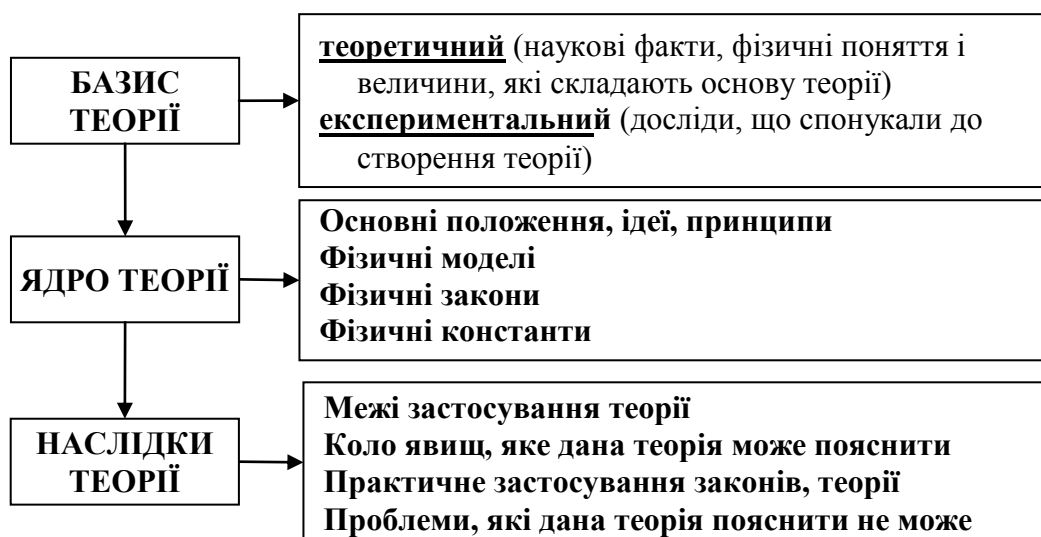 БАЗИС
ТЕОРІЇ
теоретичний (наукові факти, фізичні поняття і
величини, які складають основу теорії)
експериментальний (досліди, що спонукали до
створення теорії)
ЯДРО ТЕОРІЇ
Основні положення, ідеї, принципи
Фізичні моделі
Фізичні закони
Фізичні константи
НАСЛІДКИ
ТЕОРІЇ
Межі застосування теорії
Коло явищ, яке дана теорія може пояснити
Практичне застосування законів, теорії
Проблеми, які дана теорія пояснити не може